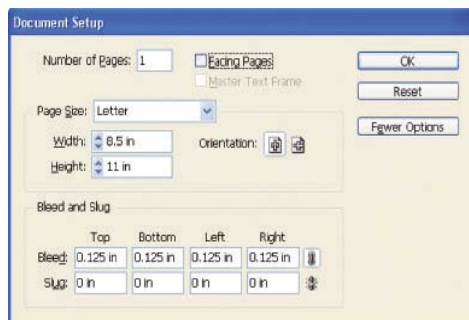 Document Setup
Number of Pages: 1
Facing Pages
OK
Master Text Frame
Reset
Page Size: Letter
Fewer Options
Width: 8.5 in
Orientation:
Height: 11 in
Bleed and Slug
Top Bottom Left Right
Bleed: 0.125 in 0.125 in 0.125 in 0.125 in
Slug: 0 in 0 in 0 in 0 in